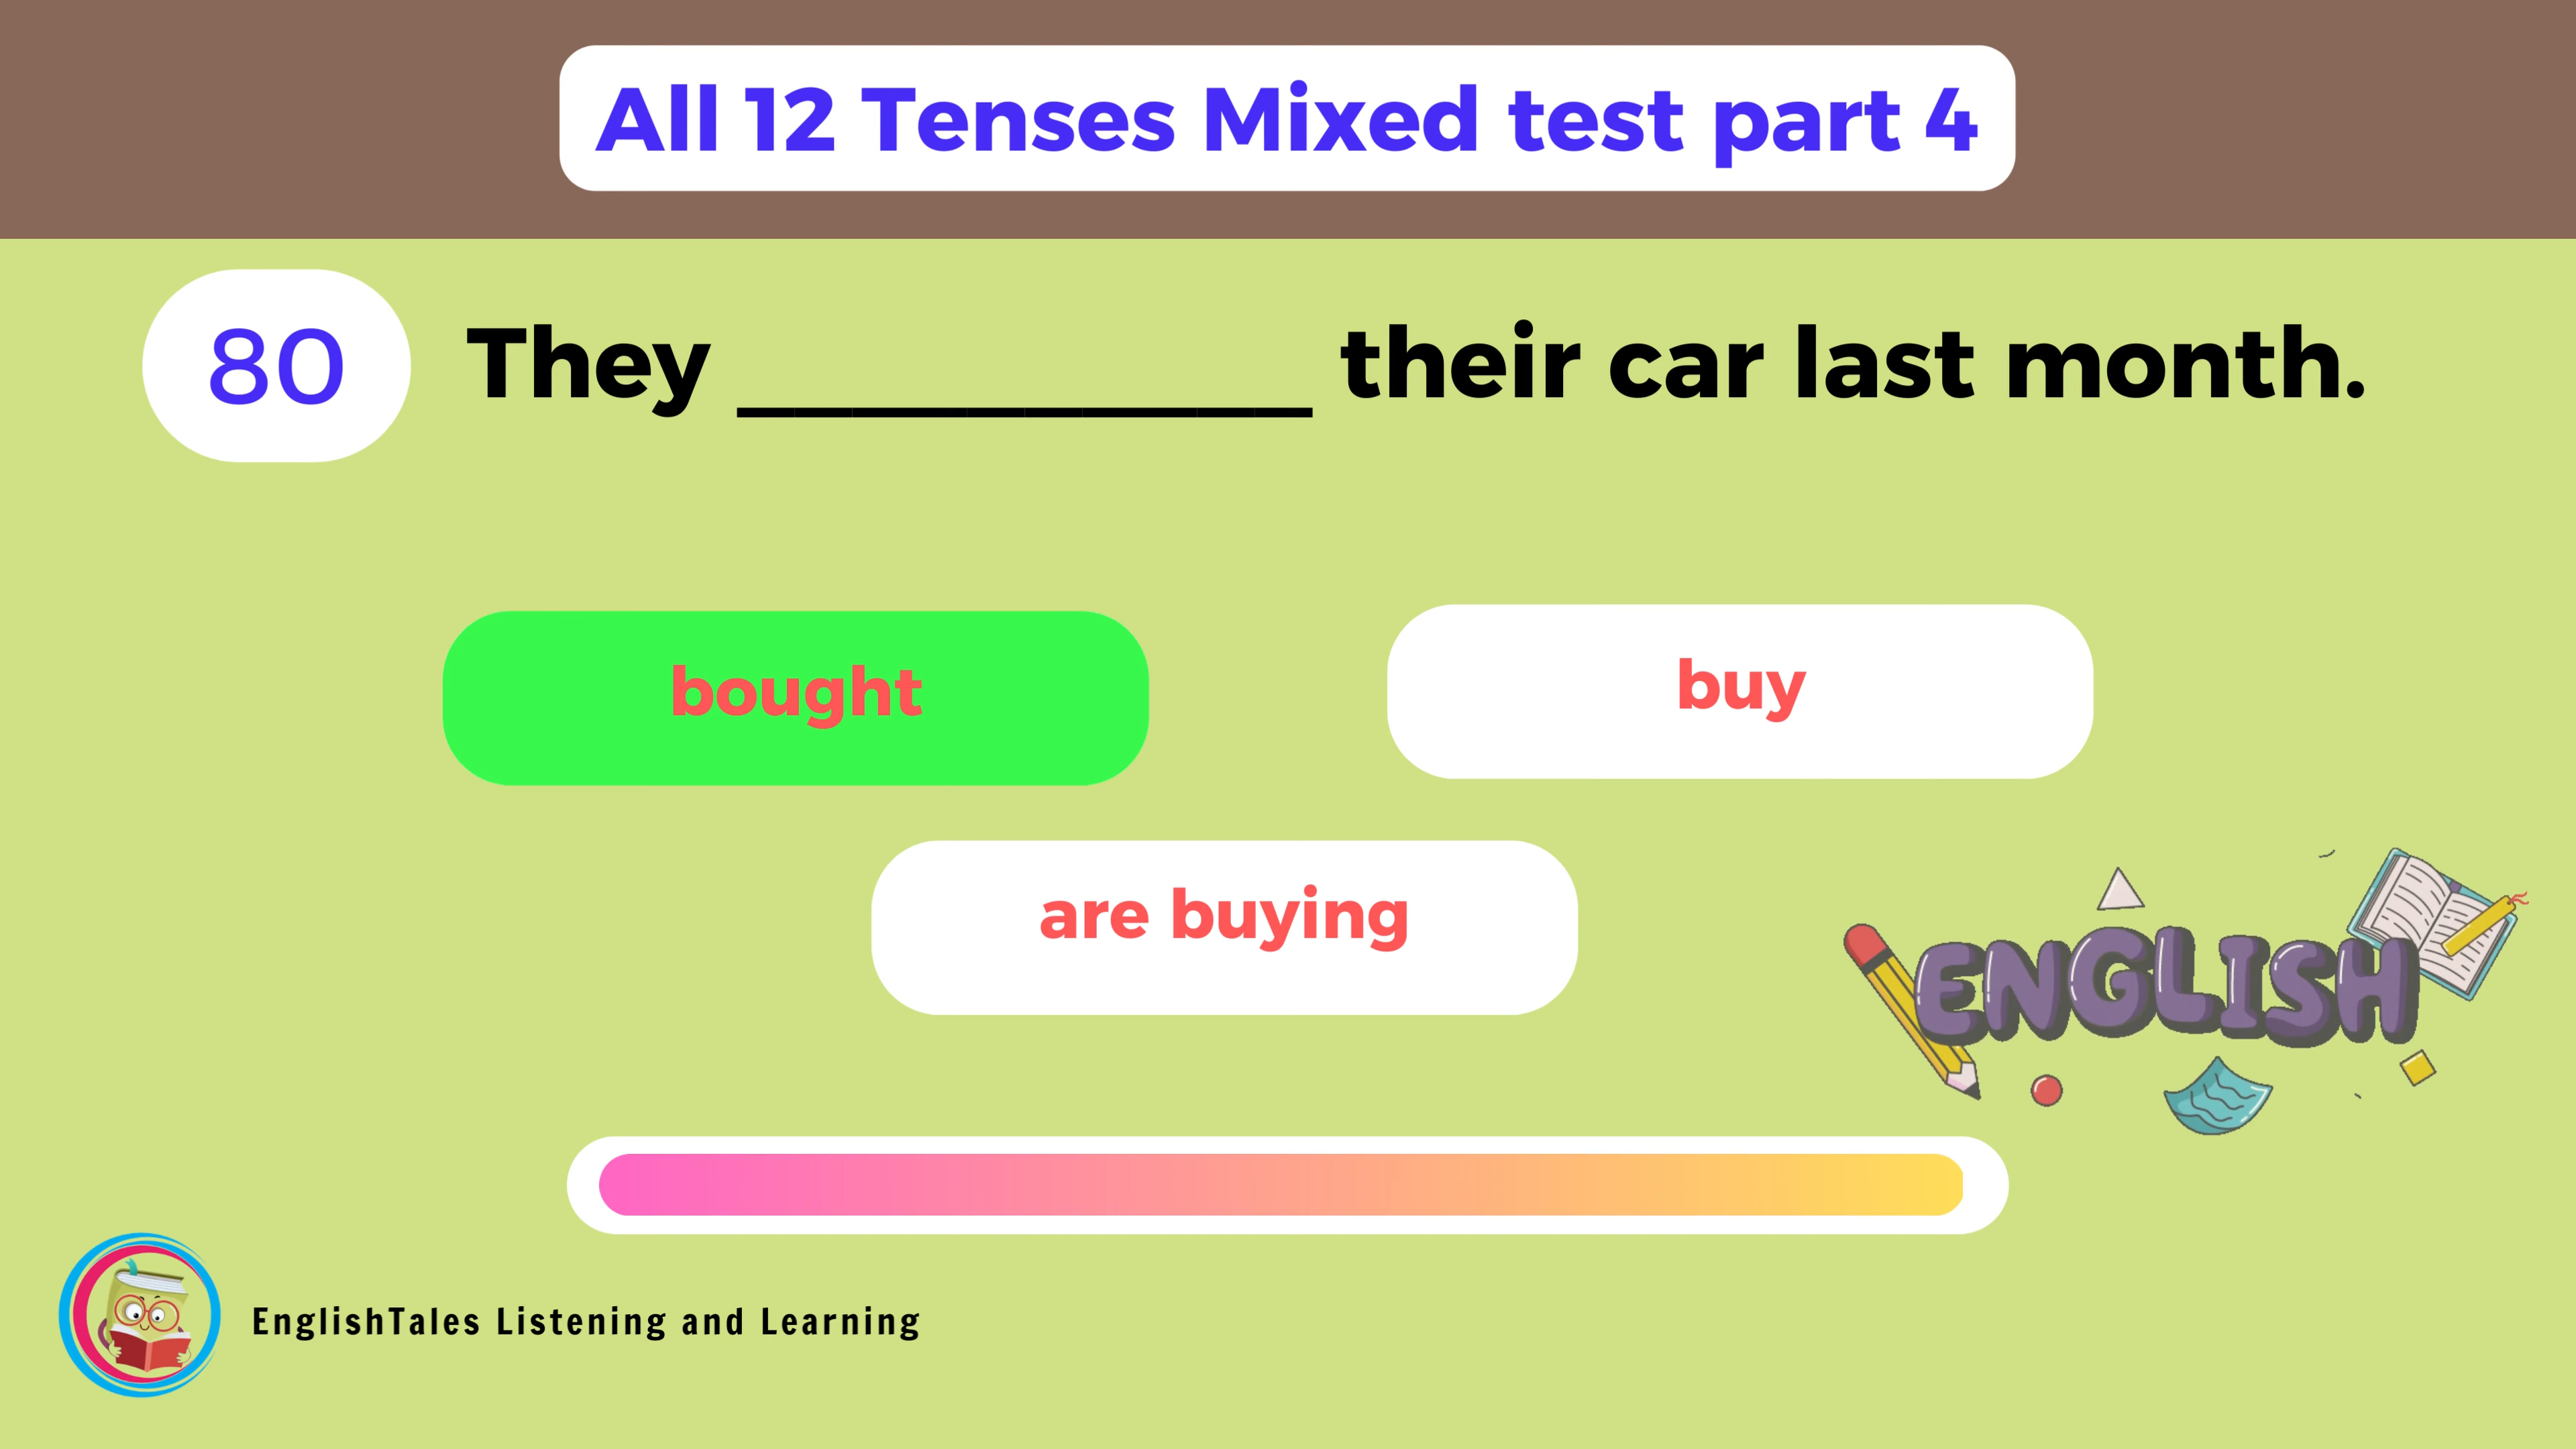 All 12 Tenses Mixed test part 4
80
They __________ their car last month.
bought
buy
are buying
ENGLISH
EnglishTales Listening and Learning